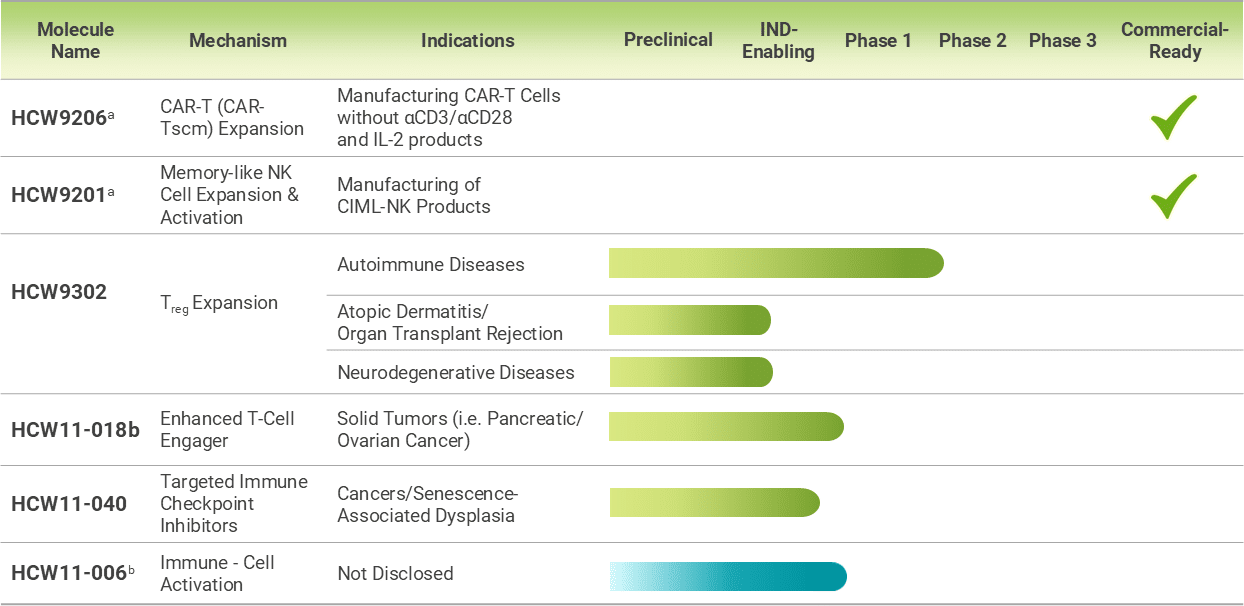 Molecule
Name
Mechanism
Indications
Preclinical
IND-
Enabling
Phase 1
Phase 2
Phase 3
Commercial-
Ready
HCW9206ᵃ
CAR-T (CAR-
Tscm) Expansion
Manufacturing CAR-T Cells
without αCD3/αCD28
and IL-2 products
HCW9201ᵃ
Memory-like NK
Cell Expansion &
Activation
Manufacturing of
CIML-NK Products
HCW9302
Treg Expansion
Autoimmune Diseases
Atopic Dermatitis/
Organ Transplant Rejection
Neurodegenerative Diseases
HCW11-018b
Enhanced T-Cell
Engager
Solid Tumors (i.e. Pancreatic/
Ovarian Cancer)
HCW11-040
Targeted Immune
Checkpoint
Inhibitors
Cancers/Senescence-
Associated Dysplasia
HCW11-006ᵇ
Immune - Cell
Activation
Not Disclosed